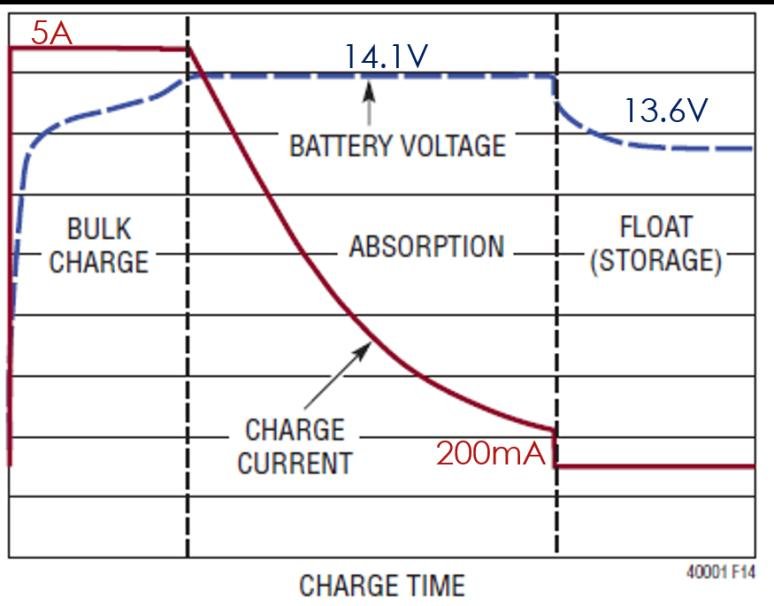 5A
14.1V
13.6V
BATTERY VOLTAGE
BULK
CHARGE
ABSORPTION
FLOAT
(STORAGE)
CHARGE
CURRENT
200mA
40001 F14
CHARGE TIME